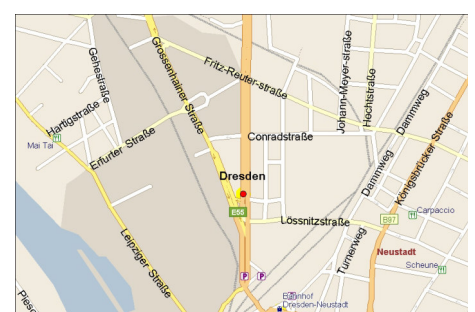 Gehestraße
Grossenhainer Straße
Fritz-Reuter-straße
Johann-Meyer-straße
Hechtstraße
Dammweg
Hartigstraße
Mai Tai
Erfurter Straße
Conradstraße
Königsbrücker Straße
Dresden
Dammweg
E55
Lössnitzstraße
B97
Carpaccio
Leipziger Straße
Turnerweg
Neustadt
Scheune
P P
P
Bahnhof
Dresden-Neustadt